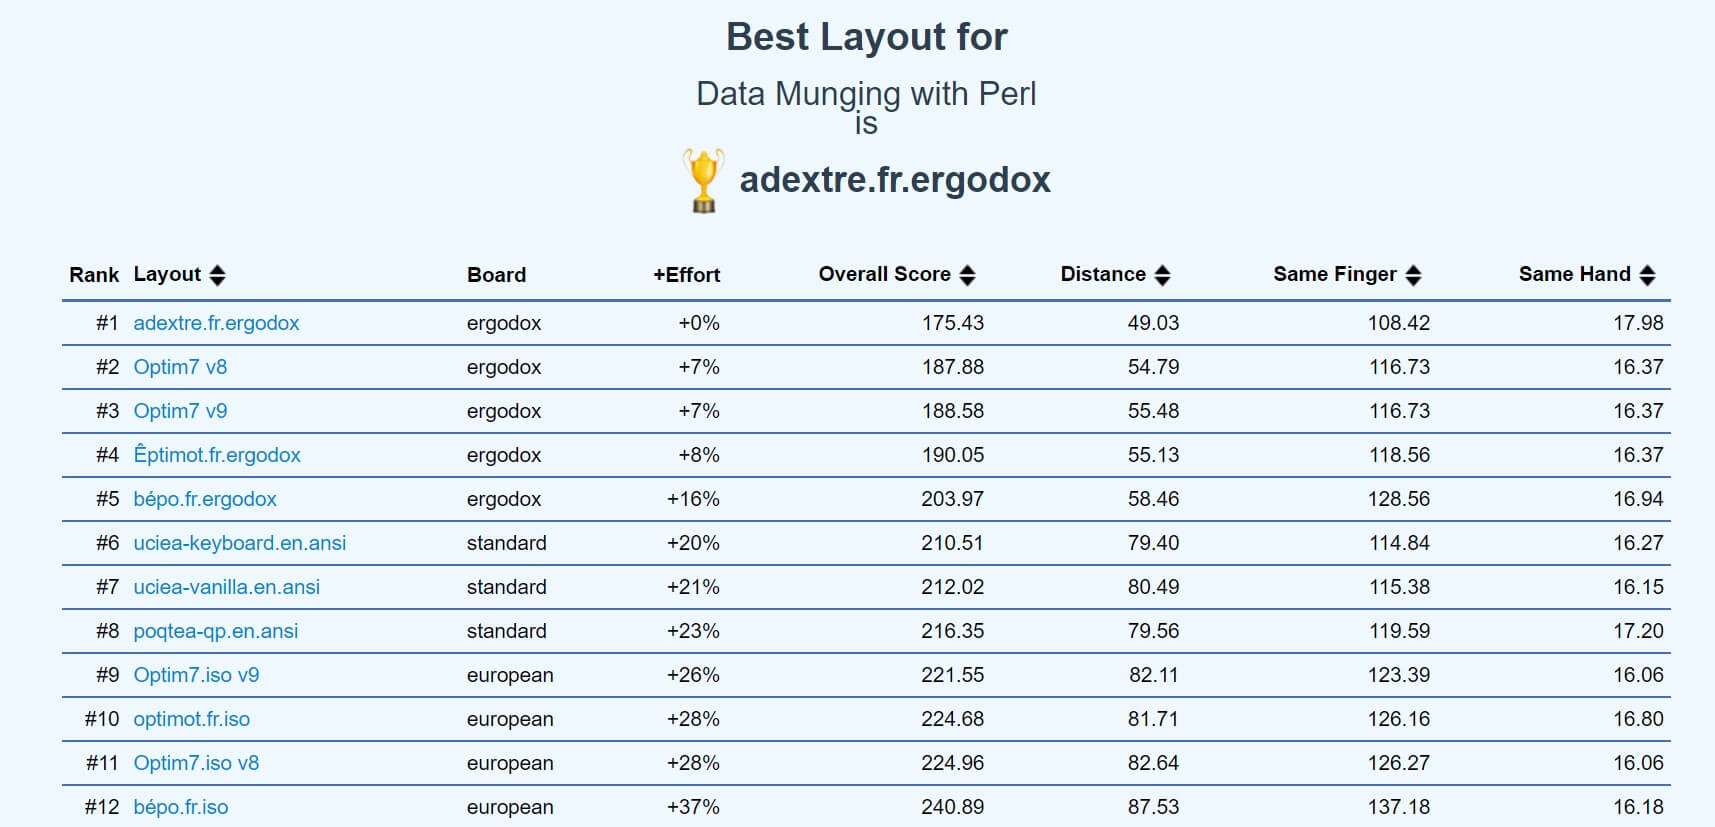 Best Layout for
Data Munging with Perl
is
adextre.fr.ergodox
Rank Layout Board +Effort Overall Score Distance Same Finger Same Hand
#1 adextre.fr.ergodox ergodox +0% 175.43 49.03 108.42 17.98
#2 Optim7 v8 ergodox +7% 187.88 54.79 116.73 16.37
#3 Optim7 v9 ergodox +7% 188.58 55.48 116.73 16.37
#4 Êptimot.fr.ergodox ergodox +8% 190.05 55.13 118.56 16.37
#5 bépo.fr.ergodox ergodox +16% 203.97 58.46 128.56 16.94
#6 uciea-keyboard.en.ansi standard +20% 210.51 79.40 114.84 16.27
#7 uciea-vanilla.en.ansi standard +21% 212.02 80.49 115.38 16.15
#8 poqtea-qp.en.ansi standard +23% 216.35 79.56 119.59 17.20
#9 Optim7.iso v9 european +26% 221.55 82.11 123.39 16.06
#10 optimot.fr.iso european +28% 224.68 81.71 126.16 16.80
#11 Optim7.iso v8 european +28% 224.96 82.64 126.27 16.06
#12 bépo.fr.iso european +37% 240.89 87.53 137.18 16.18